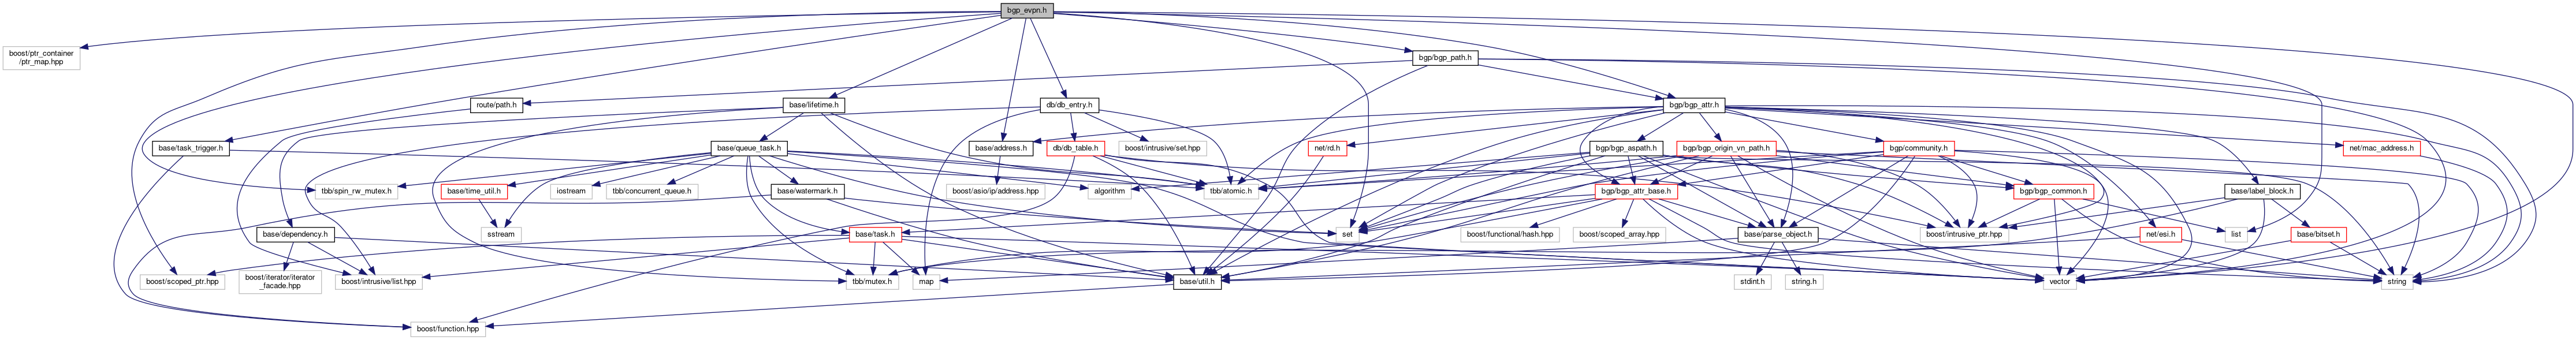 bgp_evpn.h
boost/ptr_container
/ptr_map.hpp
bgp/bgp_path.h
route/path.h
base/lifetime.h
db/db_entry.h
bgp/bgp_attr.h
base/task_trigger.h
base/queue_task.h
base/address.h
db/db_table.h
boost/intrusive/set.hpp
net/rd.h
bgp/bgp_aspath.h
bgp/bgp_origin_vn_path.h
bgp/community.h
net/mac_address.h
tbb/spin_rw_mutex.h
base/time_util.h
iostream
tbb/concurrent_queue.h
base/watermark.h
boost/asio/ip/address.hpp
algorithm
tbb/atomic.h
bgp/bgp_attr_base.h
bgp/bgp_common.h
base/label_block.h
base/dependency.h
sstream
base/task.h
set
boost/functional/hash.hpp
boost/scoped_array.hpp
base/parse_object.h
boost/intrusive_ptr.hpp
net/esi.h
list
base/bitset.h
boost/scoped_ptr.hpp
boost/iterator/iterator
_facade.hpp
boost/intrusive/list.hpp
tbb/mutex.h
map
base/util.h
stdint.h
string.h
vector
string
boost/function.hpp